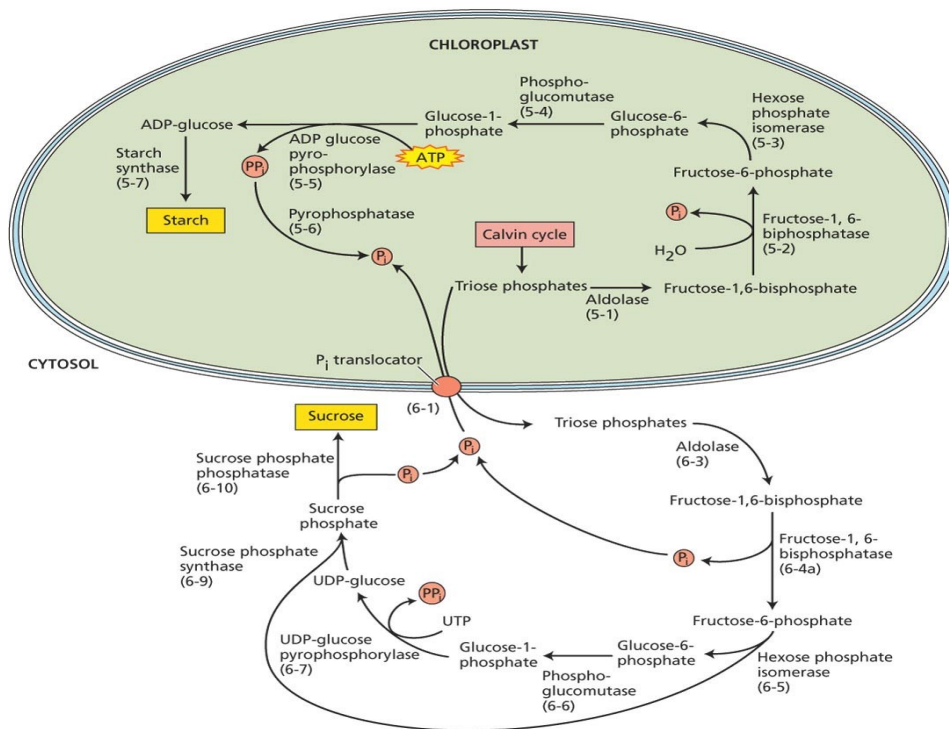 CHLOROPLAST
ADP-glucose
Glucose-1-
phosphate
Phospho-
glucomutase
(5-4)
Glucose-6-
phosphate
Hexose
phosphate
isomerase
(5-3)
Starch
synthase
(5-7)
PPi
ADP glucose
pyro-
phosphorylase
(5-5)
ATP
Fructose-6-phosphate
Starch
Pyrophosphatase
(5-6)
Pi
Calvin cycle
Pi
H2O
Fructose-1, 6-
biphosphatase
(5-2)
Triose phosphates
Aldolase
(5-1)
Fructose-1,6-bisphosphate
CYTOSOL
Pi translocator
(6-1)
Sucrose
Triose phosphates
Aldolase
(6-3)
Sucrose phosphate
phosphatase
(6-10)
Pi
Pi
Fructose-1,6-bisphosphate
Sucrose
phosphate
Pi
Fructose-1, 6-
bisphosphatase
(6-4a)
Sucrose phosphate
synthase
(6-9)
UDP-glucose
PPi
UTP
Fructose-6-phosphate
UDP-glucose
pyrophosphorylase
(6-7)
Glucose-1-
phosphate
Phospho-
glucomutase
(6-6)
Glucose-6-
phosphate
Hexose phosphate
isomerase
(6-5)